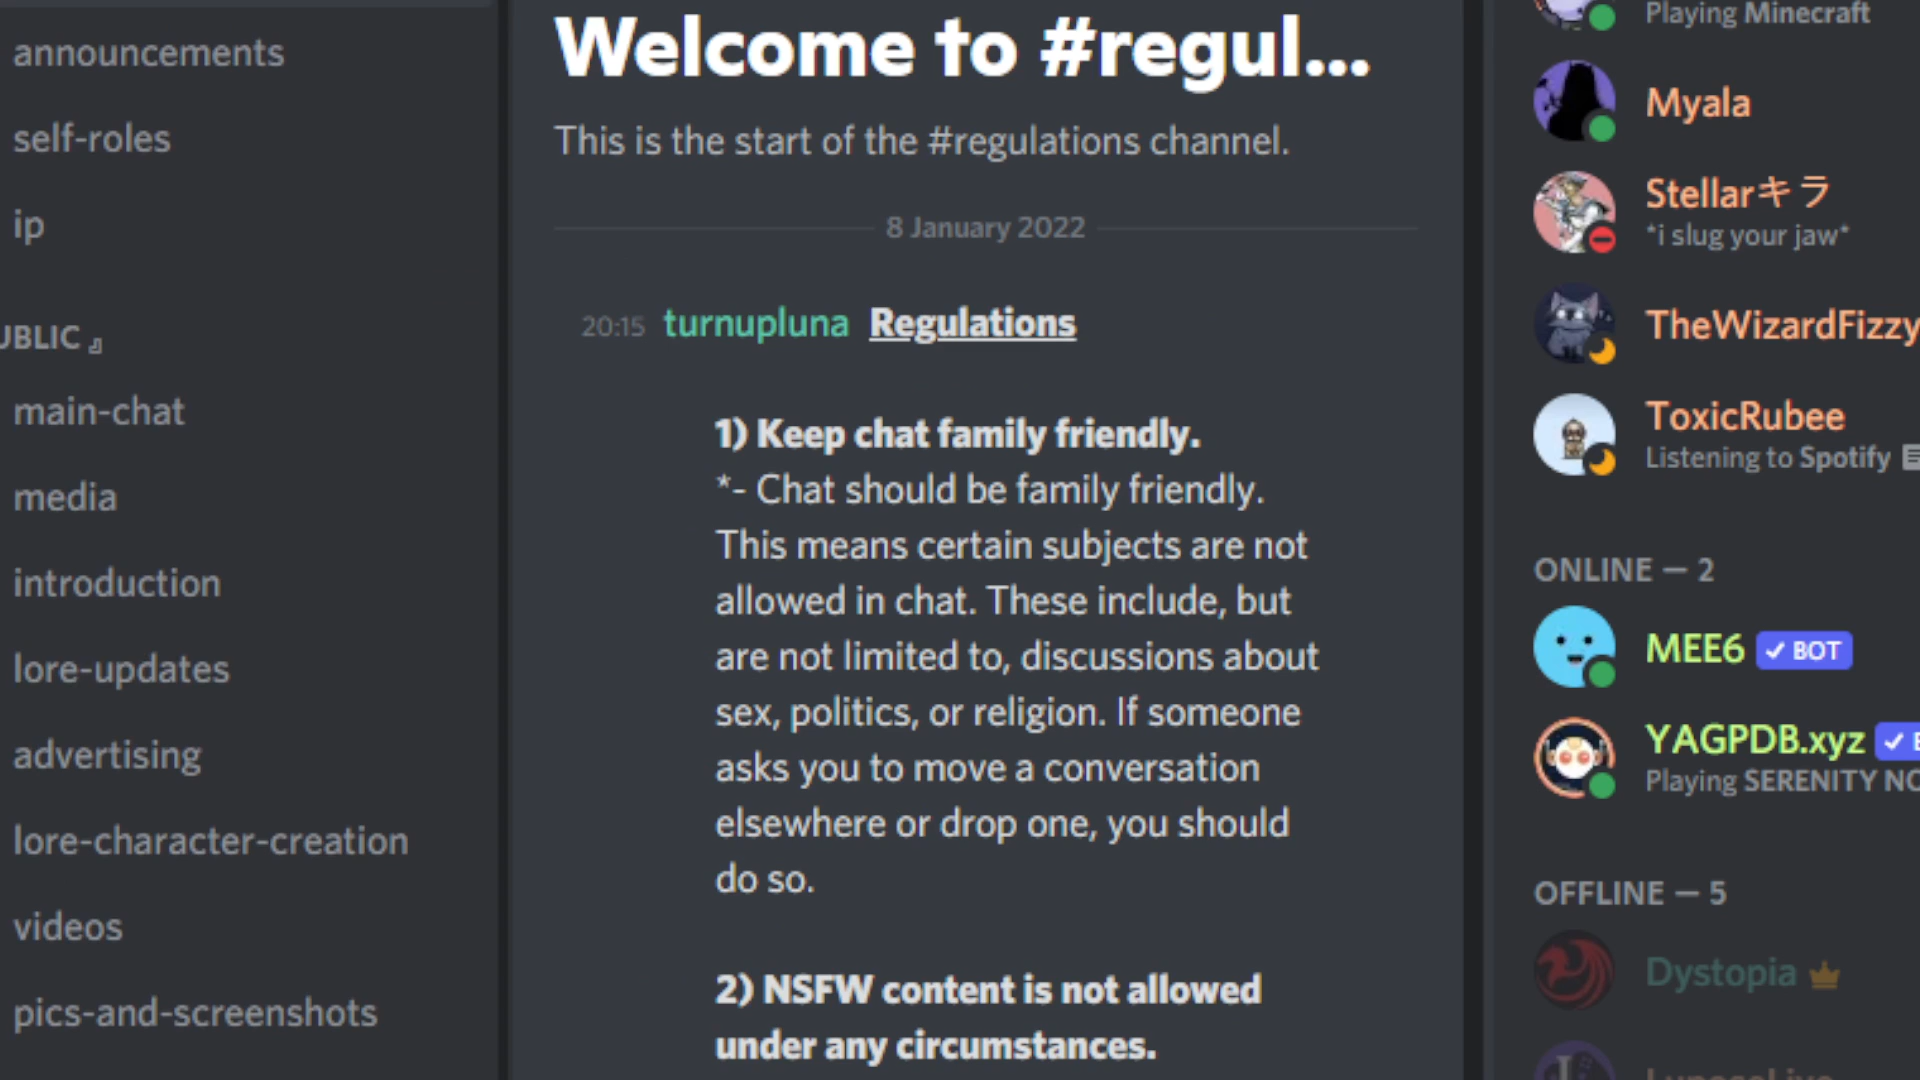 announcements
self-roles
ip
UBLIC 』
main-chat
media
introduction
lore-updates
advertising
lore-character-creation
videos
pics-and-screenshots
Welcome to #regul...
This is the start of the #regulations channel.
8 January 2022
20:15 turnupluna Regulations
1) Keep chat family friendly.
*- Chat should be family friendly.
This means certain subjects are not
allowed in chat. These include, but
are not limited to, discussions about
sex, politics, or religion. If someone
asks you to move a conversation
elsewhere or drop one, you should
do so.
2) NSFW content is not allowed
under any circumstances.
Playing Minecraft
Myala
Stellarキラ
*i slug your jaw*
TheWizardFizzy
ToxicRubee
Listening to Spotify
ONLINE — 2
MEE6 BOT
YAGPDB.xyz
Playing SERENITY
OFFLINE — 5
Dystopia